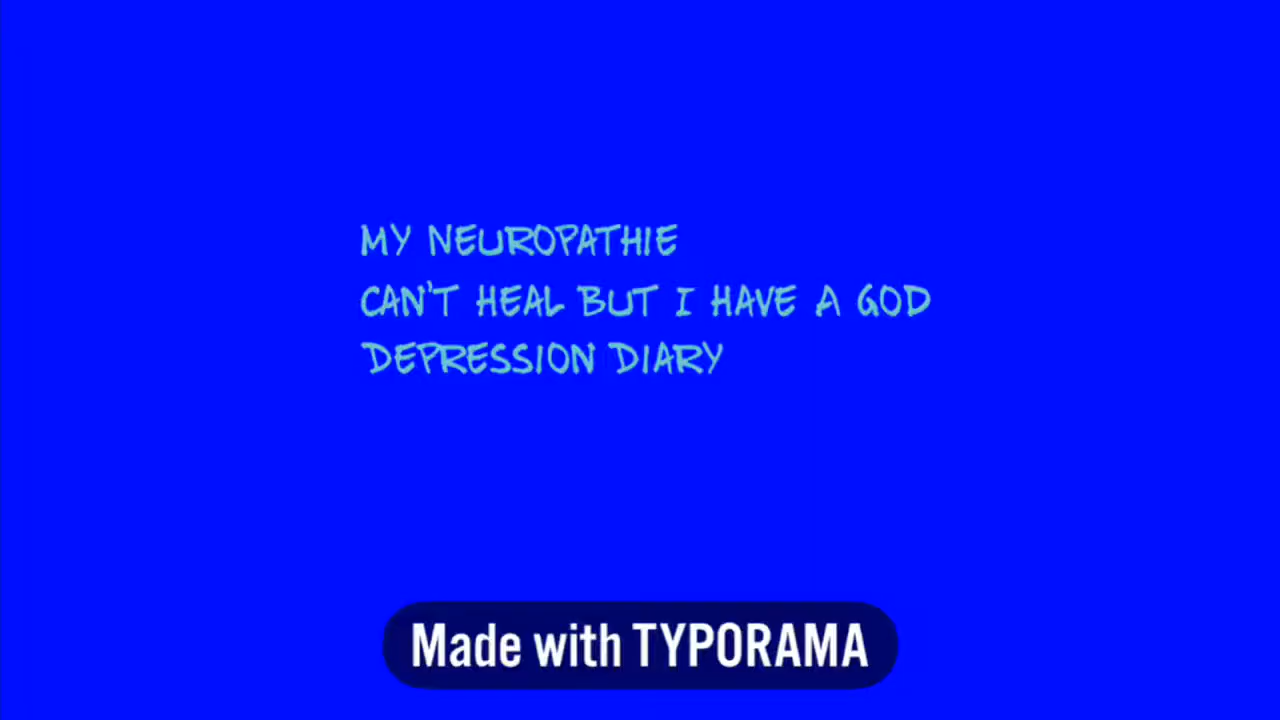 MY NEUROPATHIE
CAN'T HEAL BUT I HAVE A GOD
DEPRESSION DIARY
Made with TYPORAMA